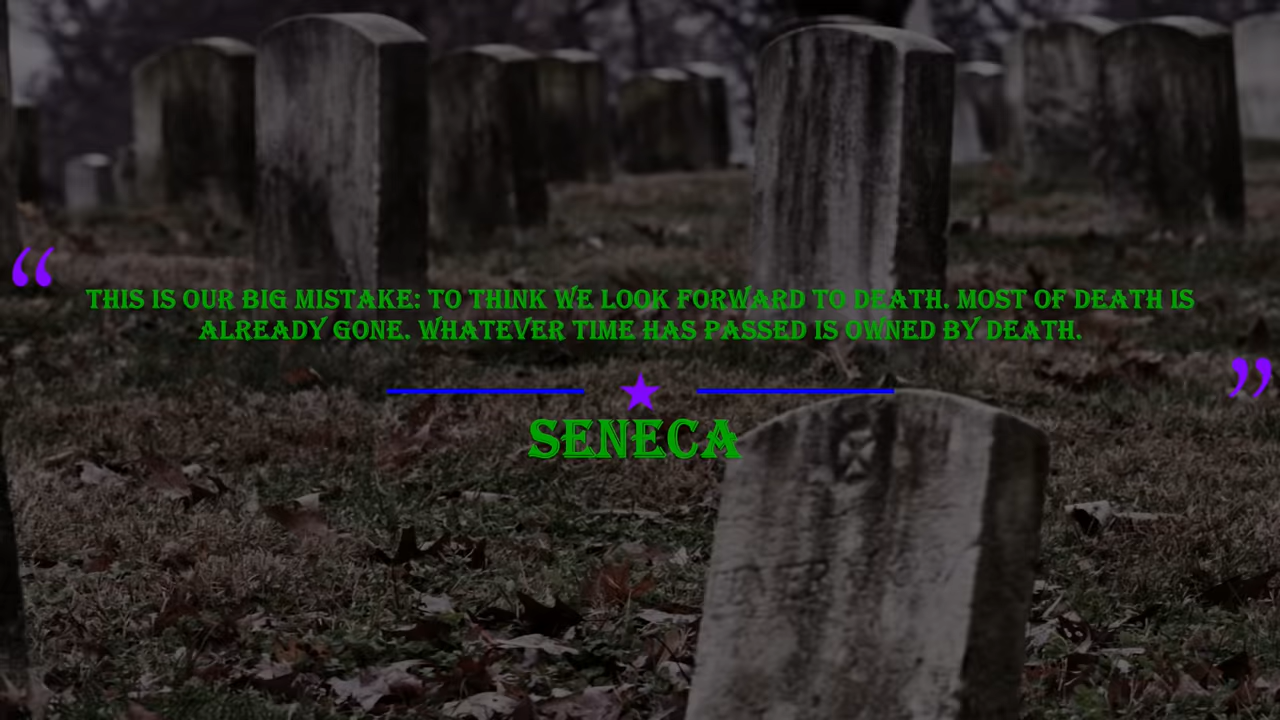 “
THIS IS OUR BIG MISTAKE: TO THINK WE LOOK FORWARD TO DEATH. MOST OF DEATH IS
ALREADY GONE. WHATEVER TIME HAS PASSED IS OWNED BY DEATH.
”
SENECA